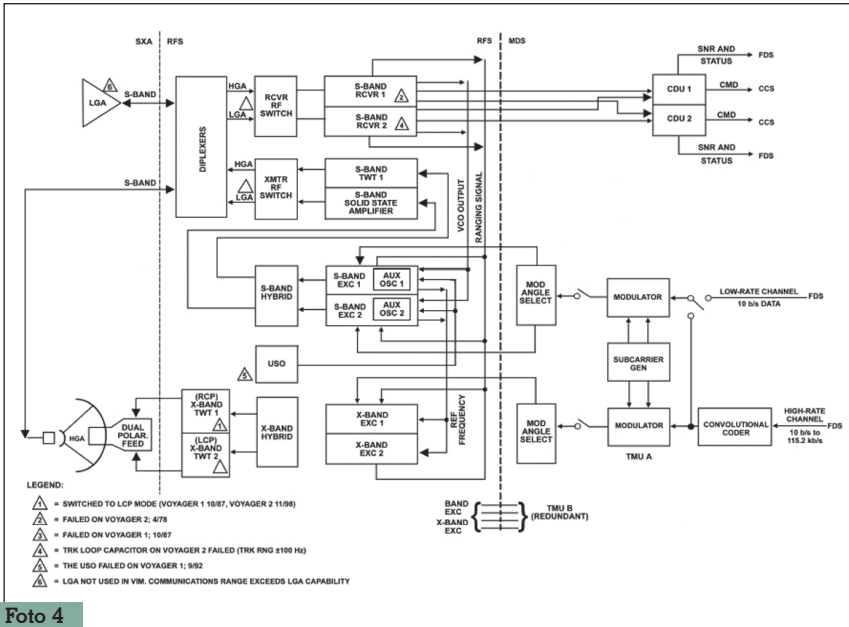 SXA
RFS
RFS
MDS
SNR AND
STATUS
FDS
6
LGA
S-BAND
DIPLEXERS
HGA
LGA
RCVR
RF
SWITCH
S-BAND
RCVR 1
2
S-BAND
RCVR 2
4
CDU 1
CMD
CCS
CDU 2
CMD
CCS
SNR AND
STATUS
FDS
S-BAND
HGA
LGA
XMTR
RF
SWITCH
S-BAND
TWT 1
S-BAND
SOLID STATE
AMPLIFIER
VCO OUTPUT
RANGING SIGNAL
S-BAND
HYBRID
S-BAND
EXC 1
AUX
OSC 1
S-BAND
EXC 2
AUX
OSC 2
MOD
ANGLE
SELECT
MODULATOR
LOW-RATE CHANNEL
10 b/s DATA
FDS
SUBCARRIER
GEN
5
USO
REF
FREQUENCY
HGA
DUAL
POLAR.
FEED
(RCP)
X-BAND
TWT 1
1
(LCP)
X-BAND
TWT 2
X-BAND
HYBRID
X-BAND
EXC 1
X-BAND
EXC 2
MOD
ANGLE
SELECT
MODULATOR
TMU A
CONVOLUTIONAL
CODER
HIGH-RATE
CHANNEL
10 b/s to
115.2 kb/s
FDS
BAND
EXC
X-BAND
EXC
TMU B
(REDUNDANT)
LEGEND:
1 = SWITCHED TO LCP MODE (VOYAGER 1 10/87, VOYAGER 2 11/98)
2 = FAILED ON VOYAGER 2; 4/78
3 = FAILED ON VOYAGER 1; 10/87
4 = TRK LOOP CAPACITOR ON VOYAGER 2 FAILED (TRK RNG ±100 Hz)
5 = THE USO FAILED ON VOYAGER 1; 9/92
6 = LGA NOT USED IN VIM. COMMUNICATIONS RANGE EXCEEDS LGA CAPABILITY
Foto 4